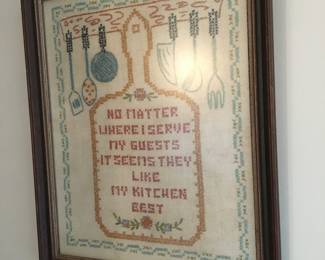 NO MATTER
WHERE I SERVE
MY GUESTS
IT SEEMS THEY
LIKE
MY KITCHEN
BEST